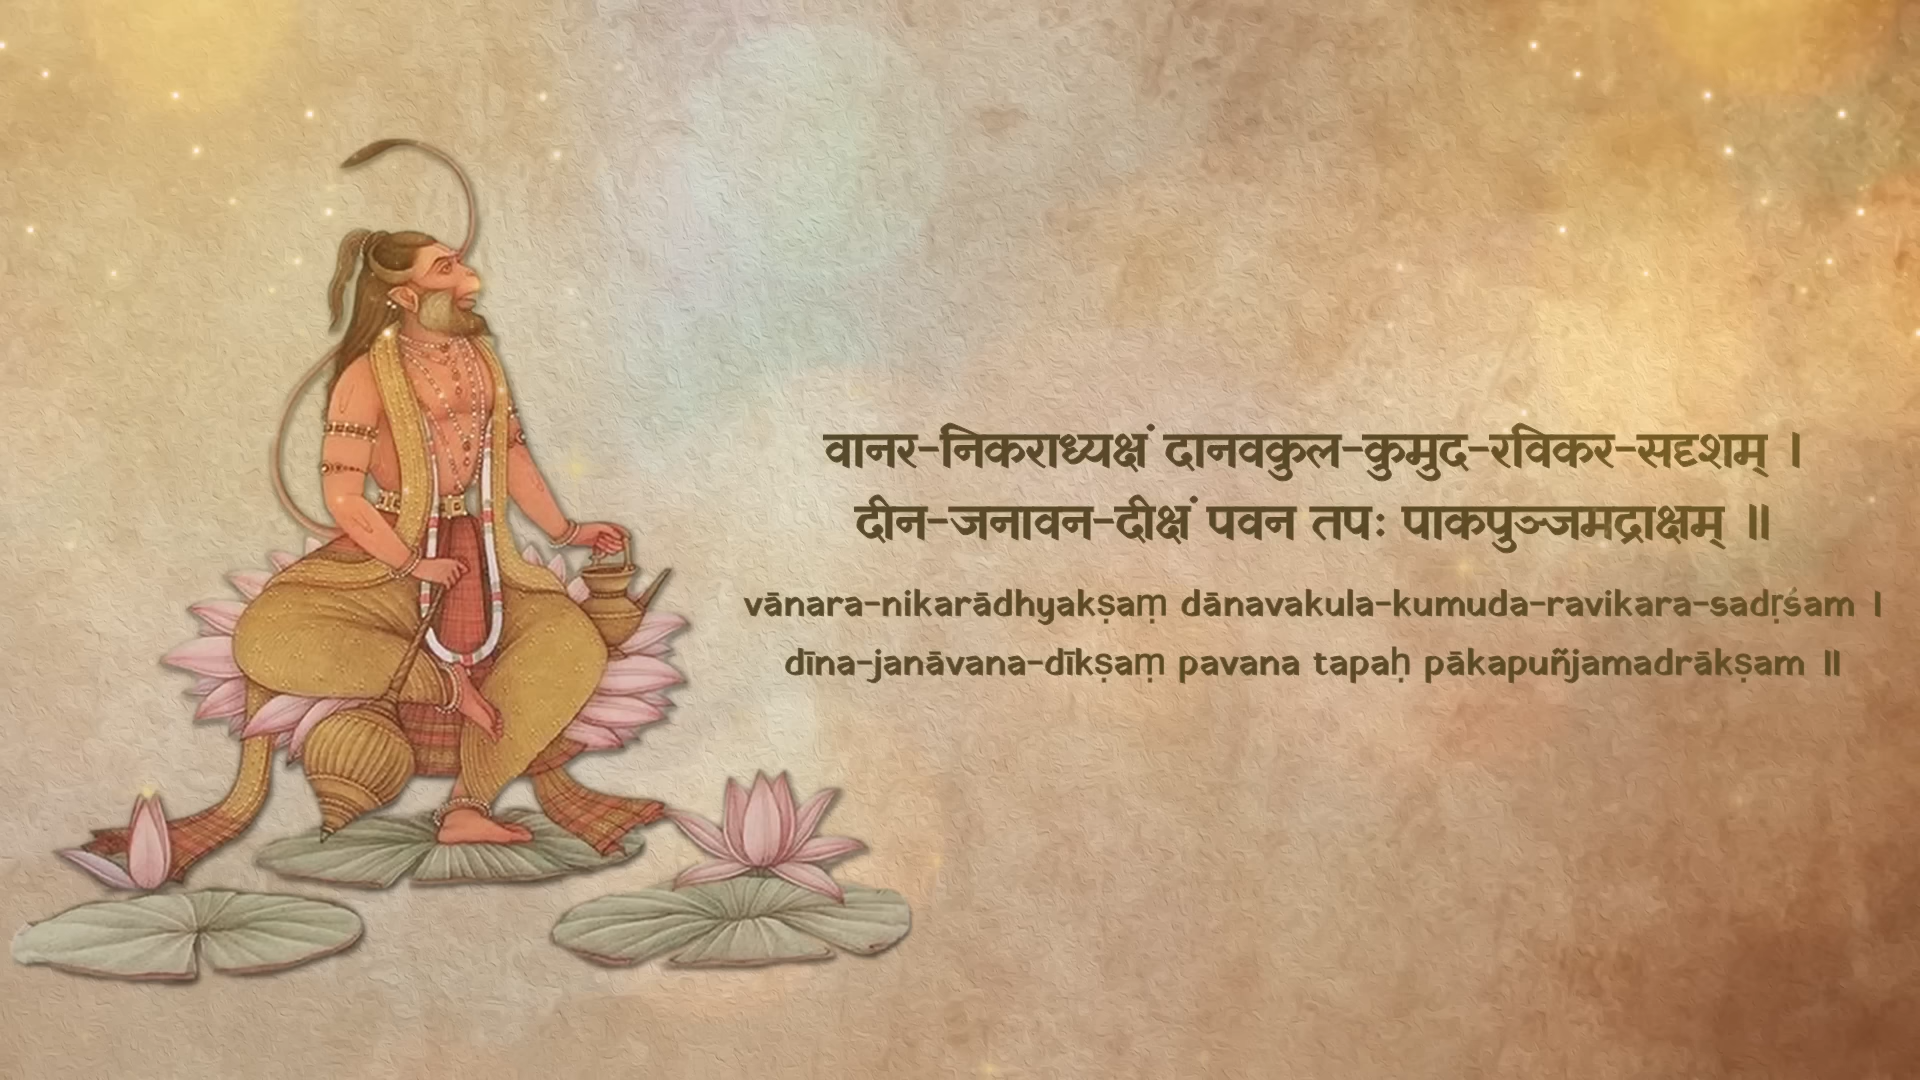 वानर-निकराध्यक्षं दानवकुल-कुमुद-रविकर-सदृशम् ।
दीन-जनावन-दीक्षं पवन तपः पाकपुञ्जमद्राक्षम् ॥
vānara-nikarādhyakṣaṃ dānavakula-kumuda-ravikara-sadṛśam ।
dīna-janāvana-dīkṣaṃ pavana tapaḥ pākapuñjamadrākṣam ॥